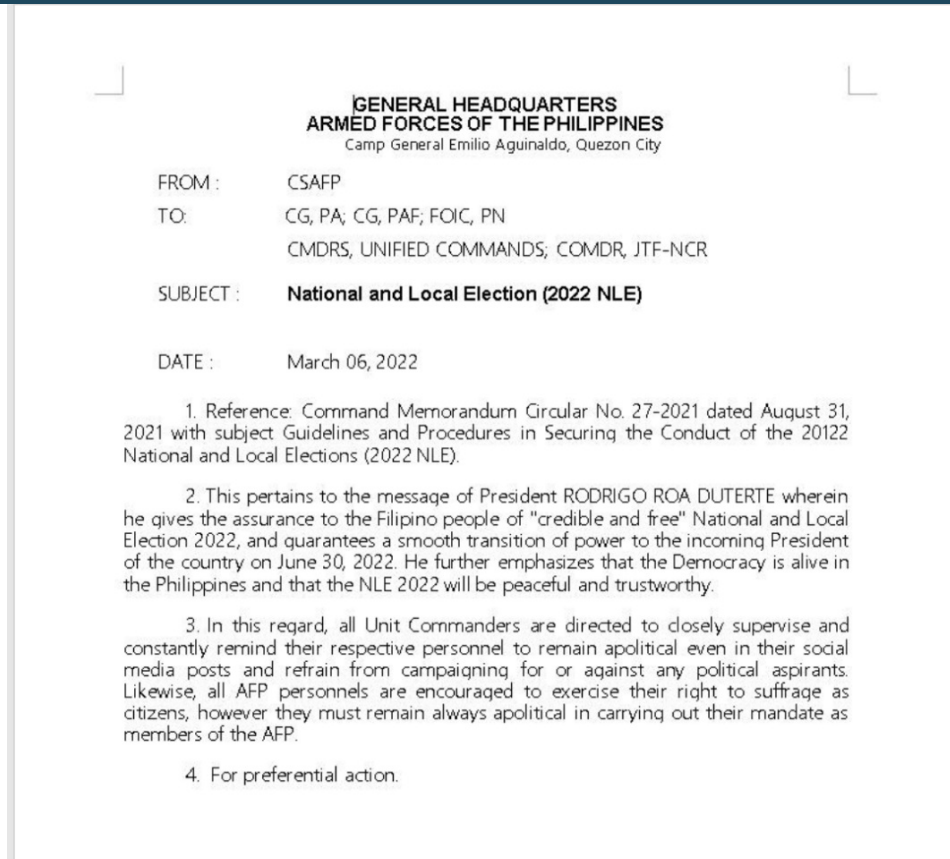 GENERAL HEADQUARTERS
ARMED FORCES OF THE PHILIPPINES
Camp General Emilio Aguinaldo, Quezon City
FROM : CSAFP
TO: CG, PA; CG, PAF; FOIC, PN
CMDRS, UNIFIED COMMANDS; COMDR, JTF-NCR
SUBJECT : National and Local Election (2022 NLE)
DATE : March 06, 2022
1. Reference: Command Memorandum Circular No. 27-2021 dated August 31,
2021 with subject Guidelines and Procedures in Securing the Conduct of the 20122
National and Local Elections (2022 NLE).
2. This pertains to the message of President RODRIGO ROA DUTERTE wherein
he gives the assurance to the Filipino people of "credible and free" National and Local
Election 2022, and quarantees a smooth transition of power to the incoming President
of the country on June 30, 2022. He further emphasizes that the Democracy is alive in
the Philippines and that the NLE 2022 will be peaceful and trustworthy.
3. In this regard, all Unit Commanders are directed to closely supervise and
constantly remind their respective personnel to remain apolitical even in their social
media posts and refrain from campaigning for or against any political aspirants.
Likewise, all AFP personnels are encouraged to exercise their right to suffrage as
citizens, however they must remain always apolitical in carrying out their mandate as
members of the AFP.
4. For preferential action.